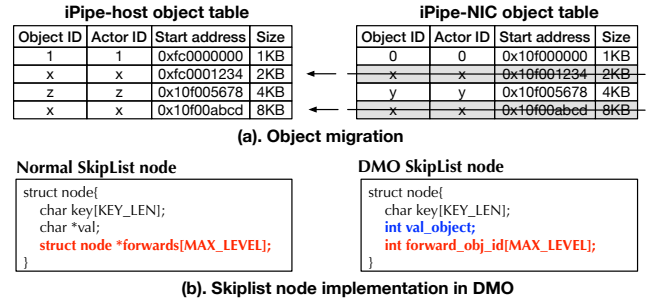 iPipe-host object table
Object ID Actor ID Start address Size
1 1 0xfc0000000 1KB
x x 0xfc0001234 2KB
z z 0x10f005678 4KB
x x 0x10f00abcd 8KB
iPipe-NIC object table
Object ID Actor ID Start address Size
0 0 0x10f000000 1KB
x x 0x10f001234 2KB
y y 0x10f005678 4KB
x x 0x10f00abcd 8KB
(a). Object migration
Normal SkipList node
struct node{
char key[KEY_LEN];
char *val;
struct node *forwards[MAX_LEVEL];
}
DMO SkipList node
struct node{
char key[KEY_LEN];
int val_object;
int forward_obj_id[MAX_LEVEL];
}
(b). Skiplist node implementation in DMO